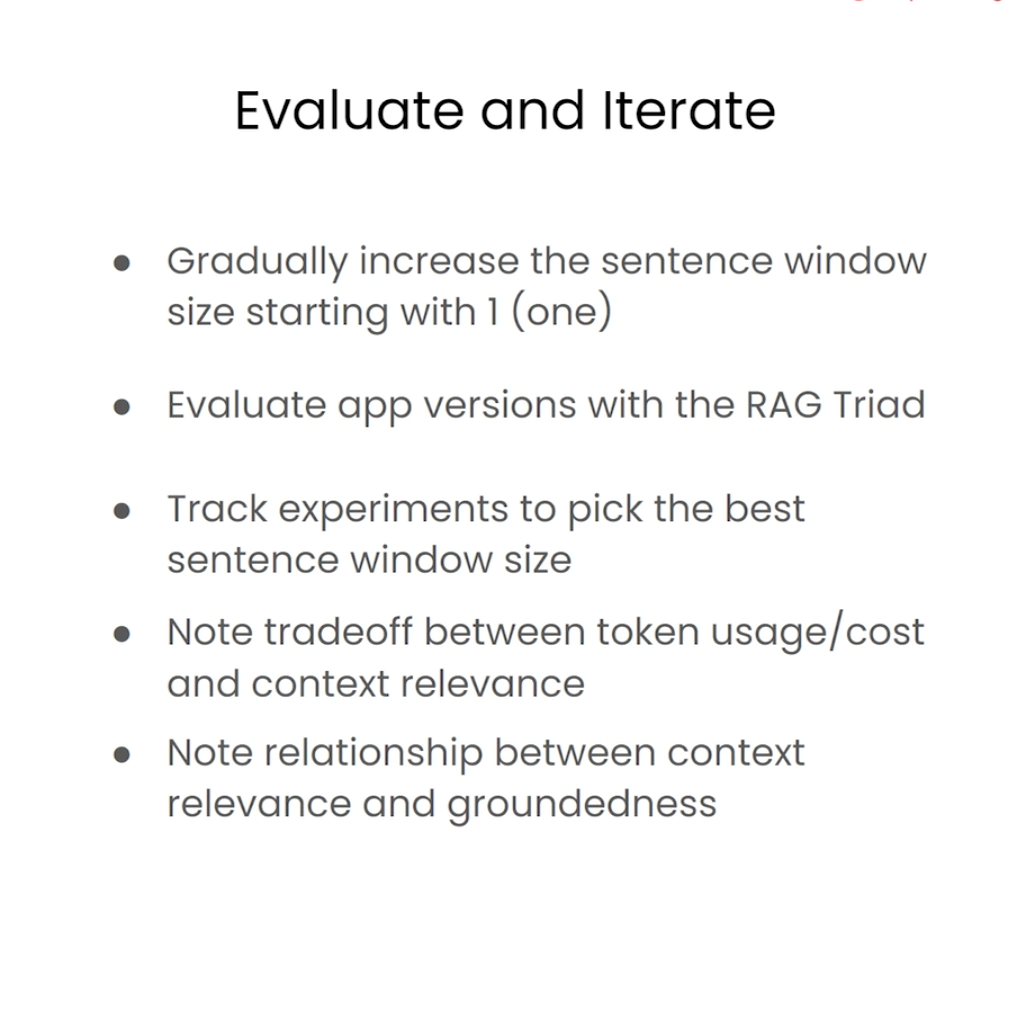 Evaluate and Iterate
● Gradually increase the sentence window
size starting with 1 (one)
● Evaluate app versions with the RAG Triad
● Track experiments to pick the best
sentence window size
● Note tradeoff between token usage/cost
and context relevance
● Note relationship between context
relevance and groundedness